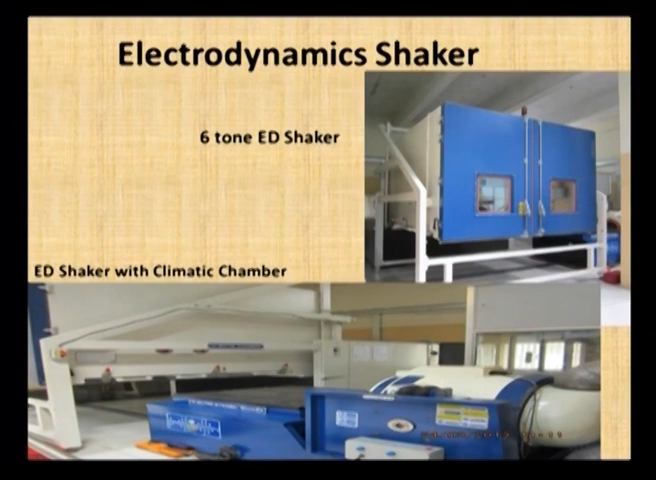 Electrodynamics Shaker
6 tone ED Shaker
ED Shaker with Climatic Chamber